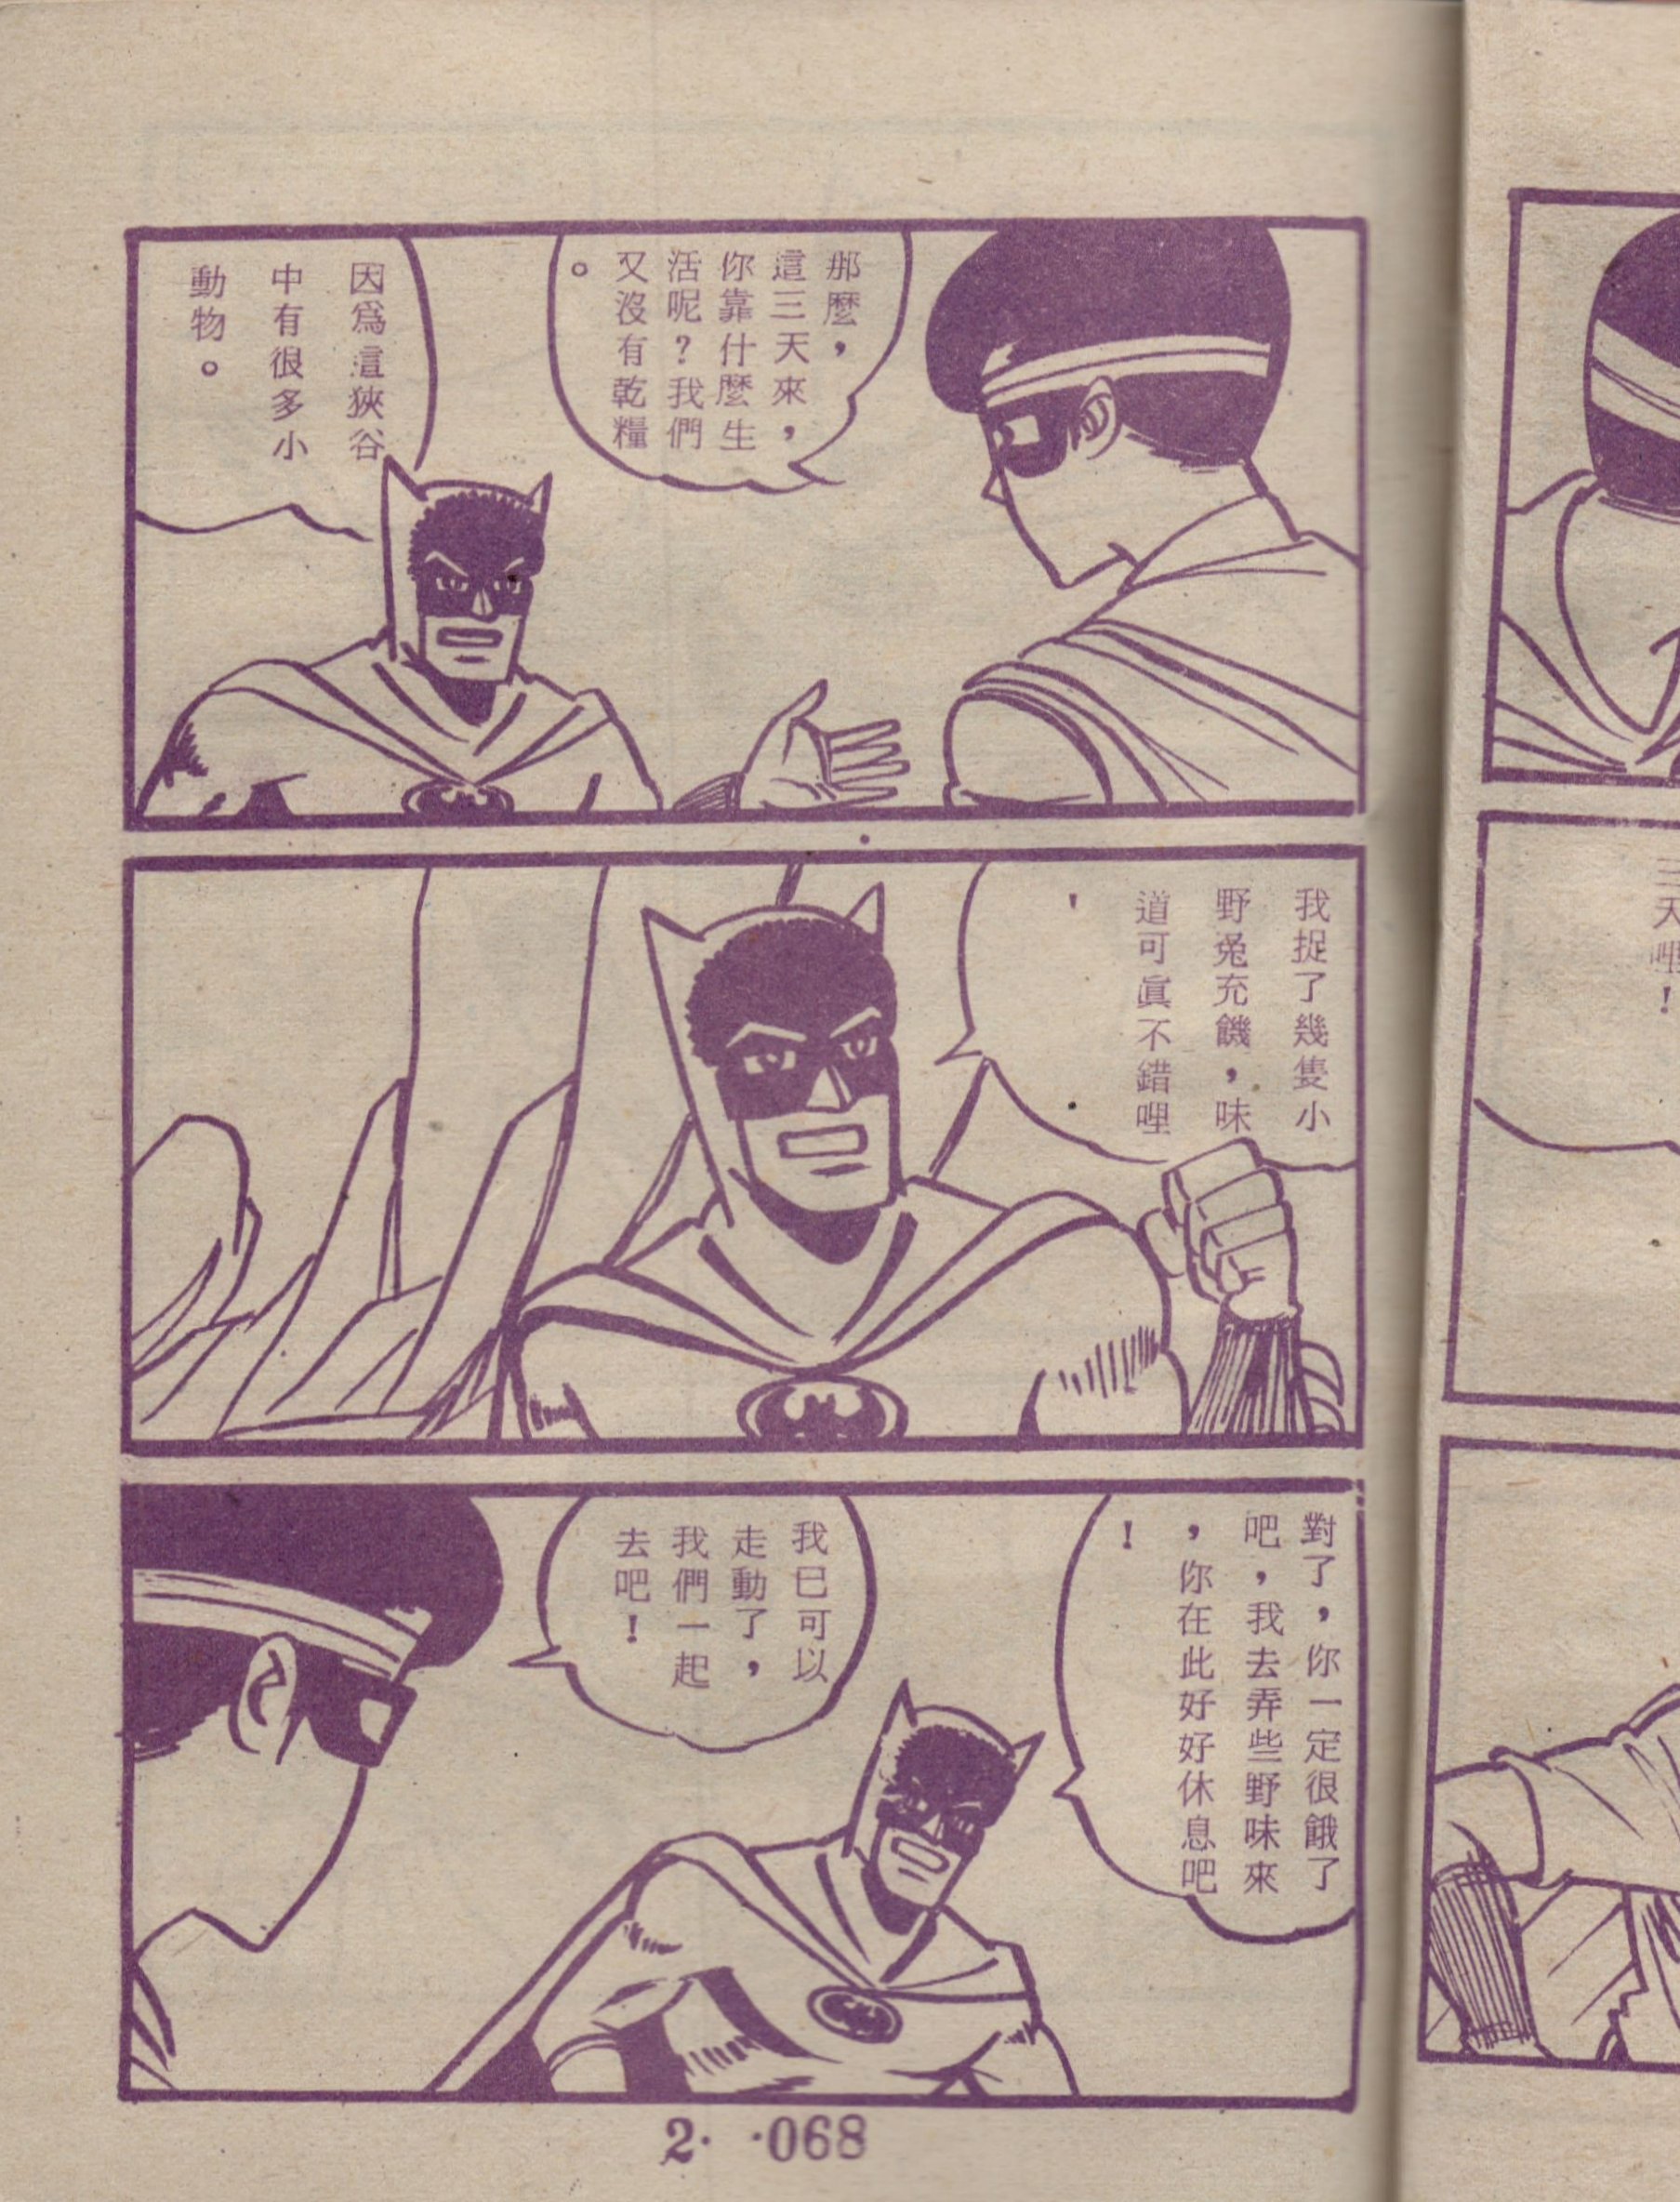 那麼，
這三天來，
你靠什麼生
活呢？我們
又沒有乾糧
。
因爲這狹谷
中有很多小
動物。
我捉了幾隻小
野兔充饑，味
道可眞不錯哩
！
對了，你一定很餓了
吧，我去弄些野味來
，你在此好好休息吧
！
我巳可以
走動了，
我們一起
去吧！
2· ·068
三天哩！